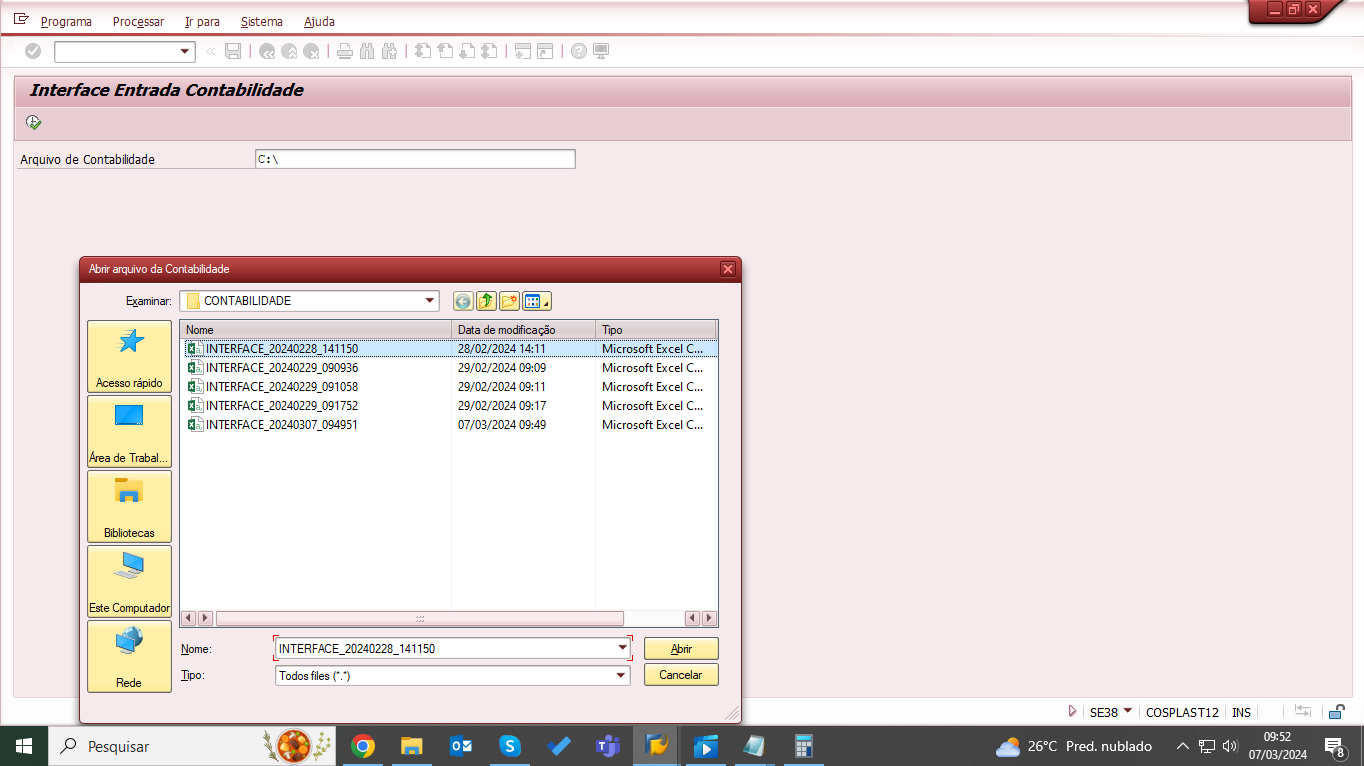 Programa Processar Ir para Sistema Ajuda
Interface Entrada Contabilidade
Arquivo de Contabilidade C:\
Abrir arquivo da Contabilidade
Examinar: CONTABILIDADE
Nome Data de modificação Tipo
INTERFACE_20240228_141150 28/02/2024 14:11 Microsoft Excel C...
INTERFACE_20240229_090936 29/02/2024 09:09 Microsoft Excel C...
INTERFACE_20240229_091058 29/02/2024 09:11 Microsoft Excel C...
INTERFACE_20240229_091752 29/02/2024 09:17 Microsoft Excel C...
INTERFACE_20240307_094951 07/03/2024 09:49 Microsoft Excel C...
Acesso rápido
Área de Trabal...
Bibliotecas
Este Computador
Rede
Nome: INTERFACE_20240228_141150 Abrir
Tipo: Todos files (*.*) Cancelar
SE38 COSPLAST12 INS
Pesquisar
26°C Pred. nublado
09:52
07/03/2024
8